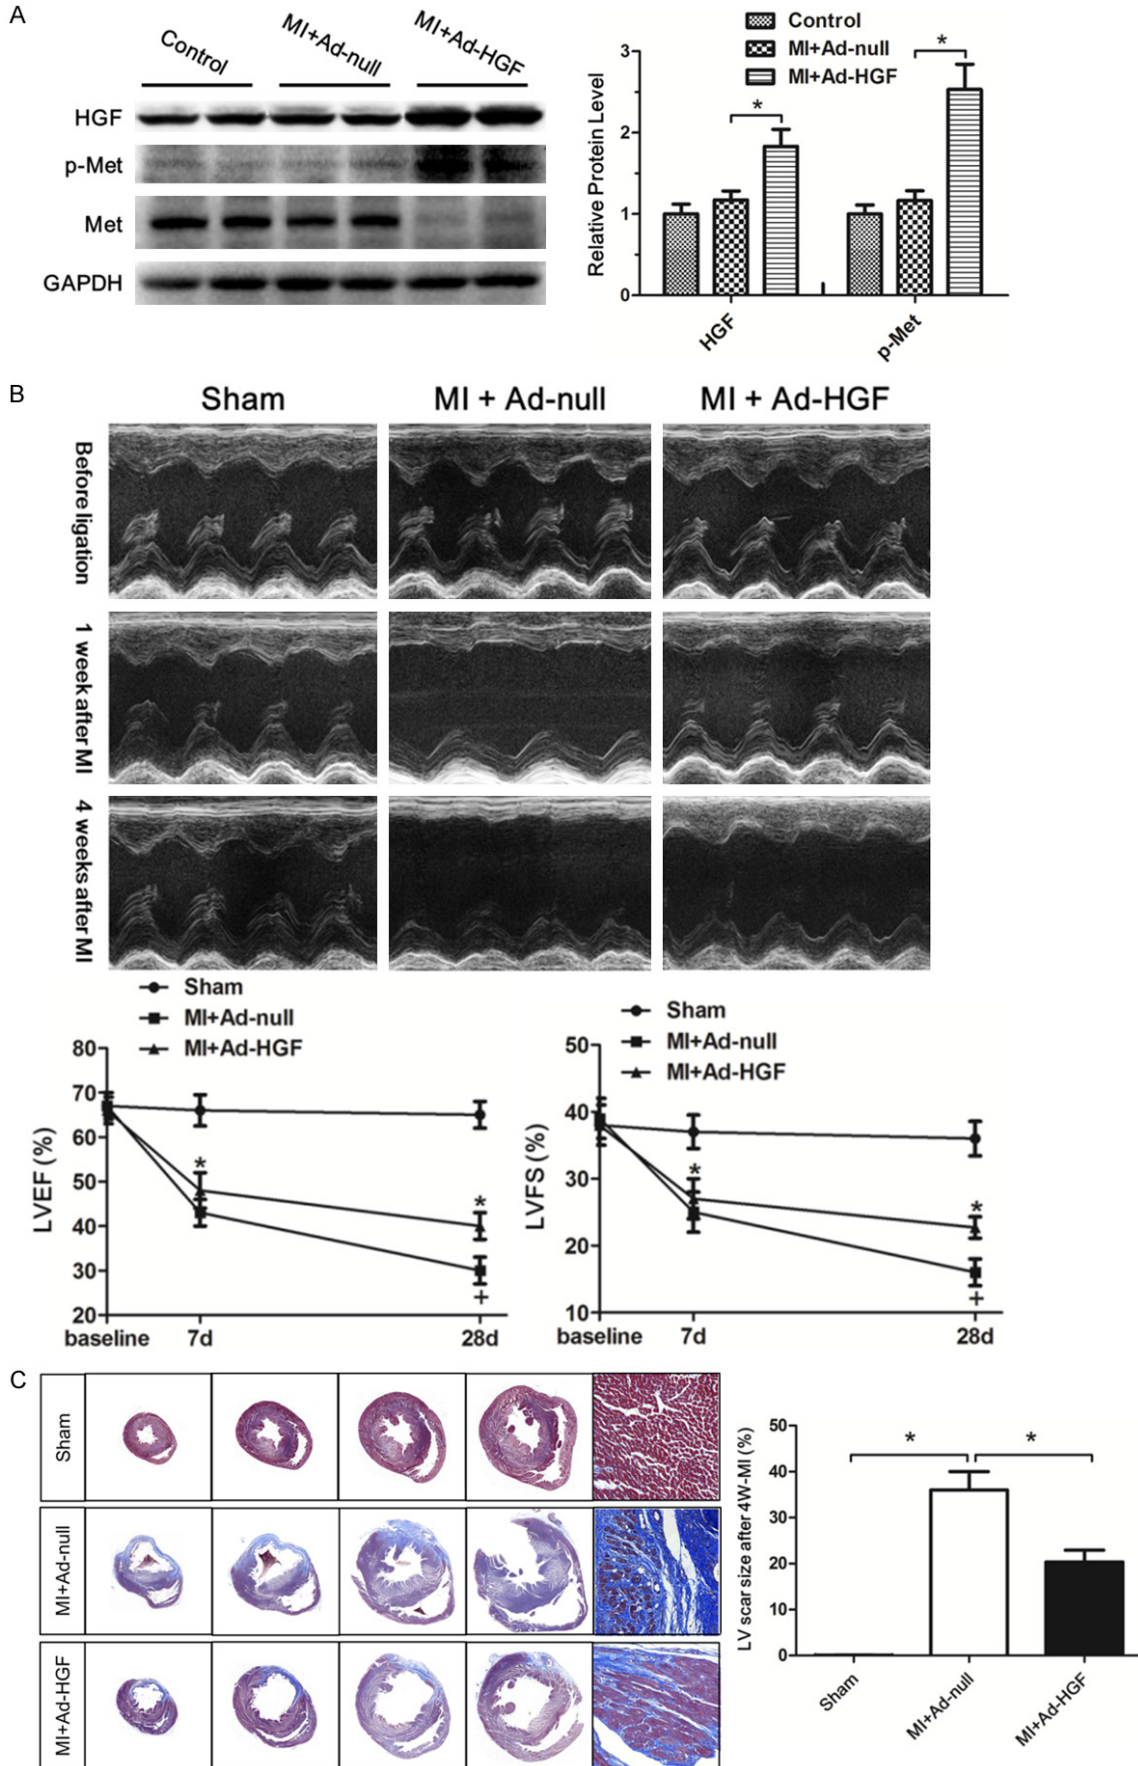 A
Control
MI+Ad-null
MI+Ad-HGF
HGF
p-Met
Met
GAPDH
Control
MI+Ad-null
MI+Ad-HGF
Relative Protein Level
3
2
1
0
*
*
HGF
p-Met
B
Sham
MI + Ad-null
MI + Ad-HGF
Before ligation
1 week after MI
4 weeks after MI
Sham
MI+Ad-null
MI+Ad-HGF
LVEF (%)
80
70
60
50
40
30
20
*
*
+
baseline
7d
28d
Sham
MI+Ad-null
MI+Ad-HGF
LVFS (%)
50
40
30
20
10
*
*
+
baseline
7d
28d
C
Sham
MI+Ad-null
MI+Ad-HGF
LV scar size after 4W-MI (%)
50
40
30
20
10
0
*
*
Sham
MI+Ad-null
MI+Ad-HGF